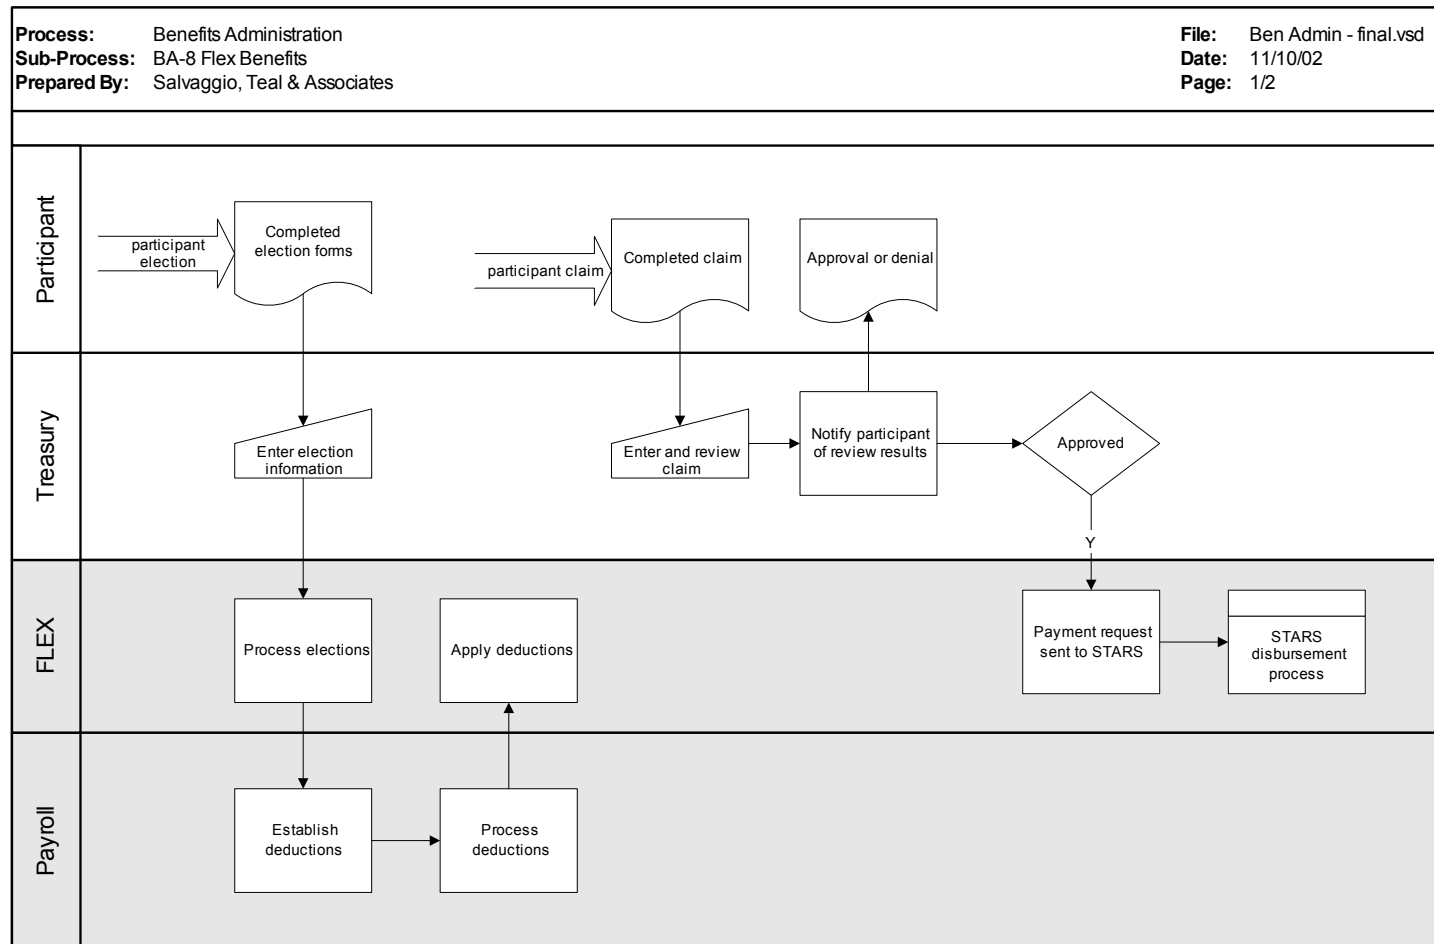 Process: Benefits Administration
Sub-Process: BA-8 Flex Benefits
Prepared By: Salvaggio, Teal & Associates
File: Ben Admin - final.vsd
Date: 11/10/02
Page: 1/2
Participant
participant
election
Completed
election forms
participant claim
Completed claim
Approval or denial
Treasury
Enter election
information
Enter and review
claim
Notify participant
of review results
Approved
Y
FLEX
Process elections
Apply deductions
Payment request
sent to STARS
STARS
disbursement
process
Payroll
Establish
deductions
Process
deductions